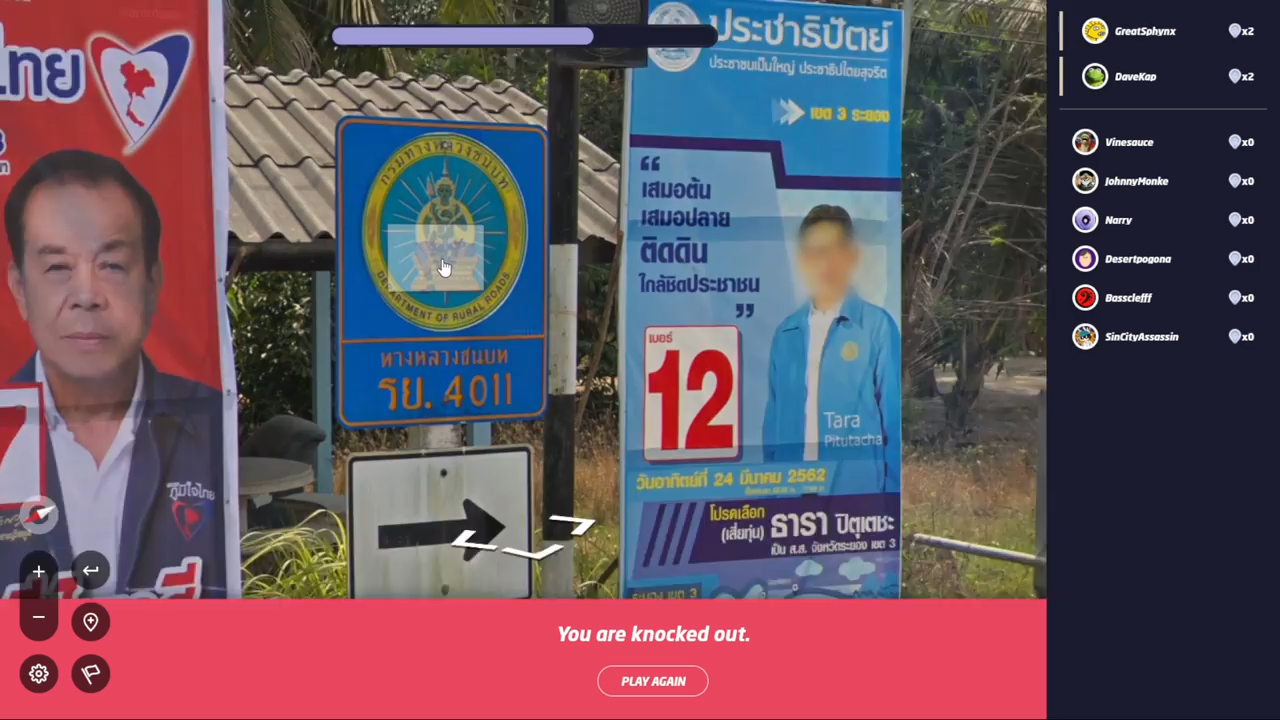 ไทย
ภูมิใจไทย
กรมทางหลวงชนบท
DEPARTMENT OF RURAL ROADS
ทางหลวงชนบท
รย. 4011
ประชาธิปัตย์
ประชาชนเป็นใหญ่ ประชาธิปไตยสุจริต
เขต 3 ระยอง
“
เสมอต้น
เสมอปลาย
ติดดิน
ใกล้ชิดประชาชน
”
เบอร์
12
Tara
Pitutacha
วันอาทิตย์ที่ 24 มีนาคม 2562
โปรดเลือก
(เสี่ยทุ่น) ธารา ปิตุเตชะ
เป็น ส.ส. จังหวัดระยอง เขต 3
ระยอง เขต 3
You are knocked out.
PLAY AGAIN
GreatSphynx x2
DaveKap x2
Vinesauce x0
JohnnyMonke x0
Narry x0
Desertpogona x0
Bassclefff x0
SinCityAssassin x0